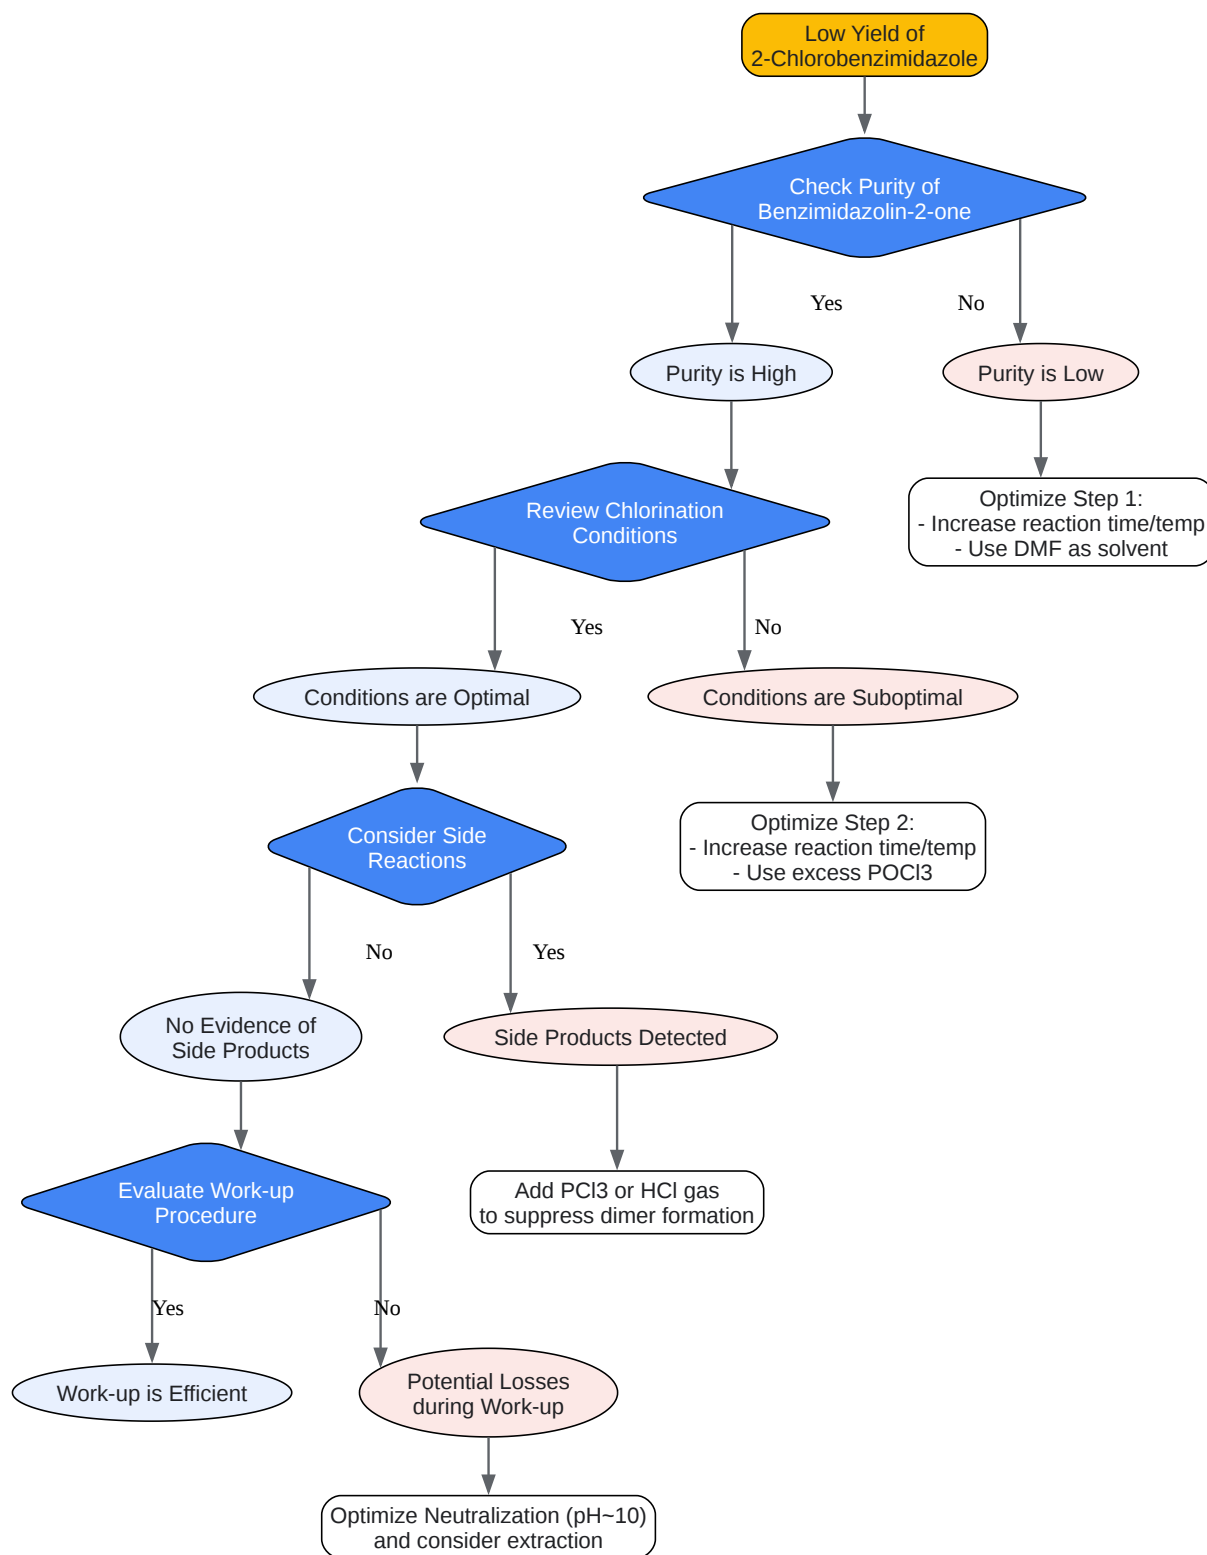 Low Yield of
2-Chlorobenzimidazole
Check Purity of
Benzimidazolin-2-one
Yes
No
Purity is High
Purity is Low
Optimize Step 1:
- Increase reaction time/temp
- Use DMF as solvent
Review Chlorination
Conditions
Yes
No
Conditions are Optimal
Conditions are Suboptimal
Optimize Step 2:
- Increase reaction time/temp
- Use excess POCl3
Consider Side
Reactions
No
Yes
No Evidence of
Side Products
Side Products Detected
Add PCl3 or HCl gas
to suppress dimer formation
Evaluate Work-up
Procedure
Yes
No
Work-up is Efficient
Potential Losses
during Work-up
Optimize Neutralization (pH~10)
and consider extraction